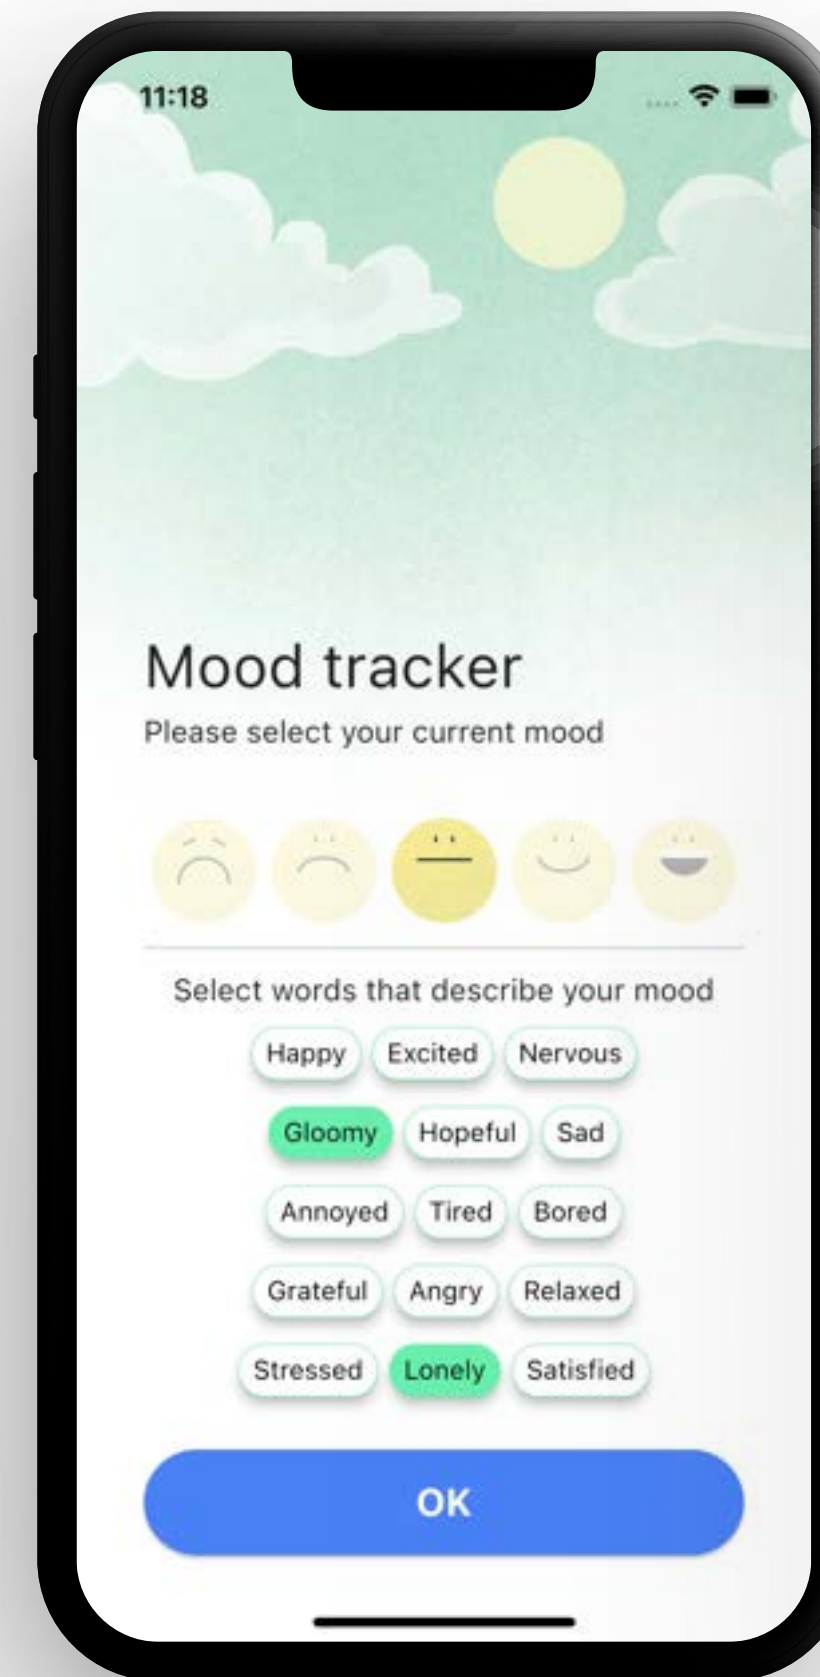 11:18
Mood tracker
Please select your current mood
Select words that describe your mood
Happy Excited Nervous
Gloomy Hopeful Sad
Annoyed Tired Bored
Grateful Angry Relaxed
Stressed Lonely Satisfied
OK